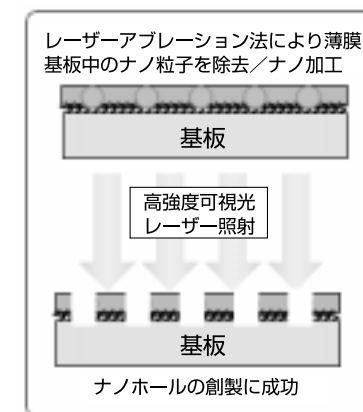 レーザーアブレーション法により薄膜
基板中のナノ粒子を除去／ナノ加工
基板
高強度可視光
レーザー照射
基板
ナノホールの創製に成功